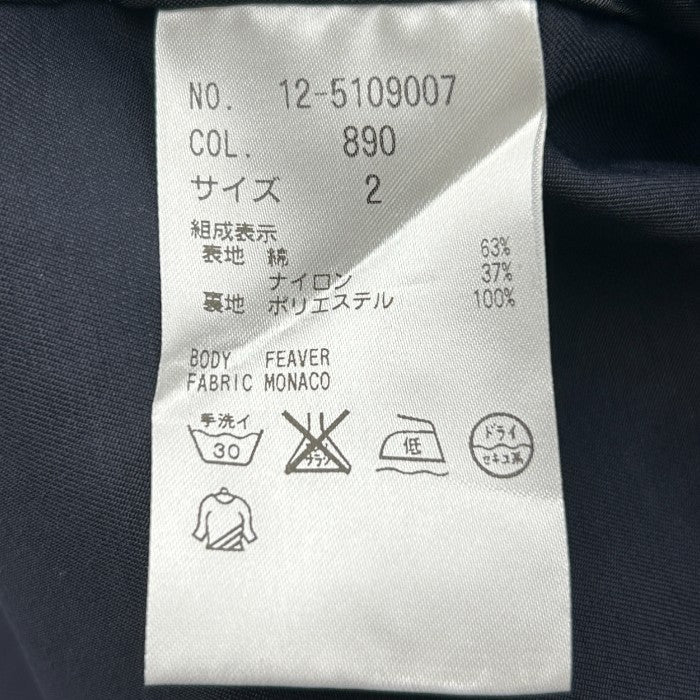 NO. 12-5109007
COL. 890
サイズ 2
組成表示
表地 綿 63%
ナイロン 37%
裏地 ポリエステル 100%
BODY FEAVER
FABRIC MONACO
手洗イ 30
低
ドライ
セキユ系